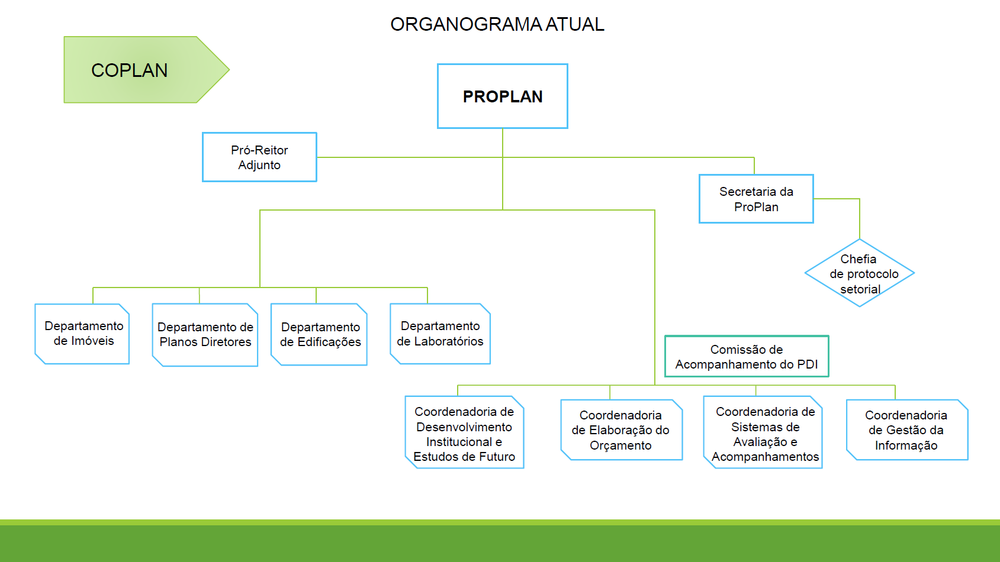 ORGANOGRAMA ATUAL
COPLAN
PROPLAN
Pró-Reitor
Adjunto
Secretaria da
ProPlan
Chefia
de protocolo
setorial
Departamento
de Imóveis
Departamento de
Planos Diretores
Departamento
de Edificações
Departamento
de Laboratórios
Comissão de
Acompanhamento do PDI
Coordenadoria de
Desenvolvimento
Institucional e
Estudos de Futuro
Coordenadoria
de Elaboração do
Orçamento
Coordenadoria de
Sistemas de
Avaliação e
Acompanhamentos
Coordenadoria
de Gestão da
Informação